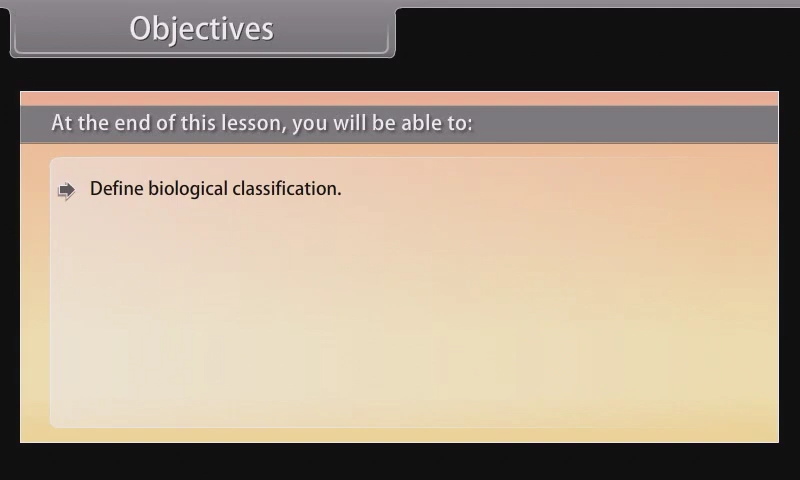 Objectives
At the end of this lesson, you will be able to:
Define biological classification.